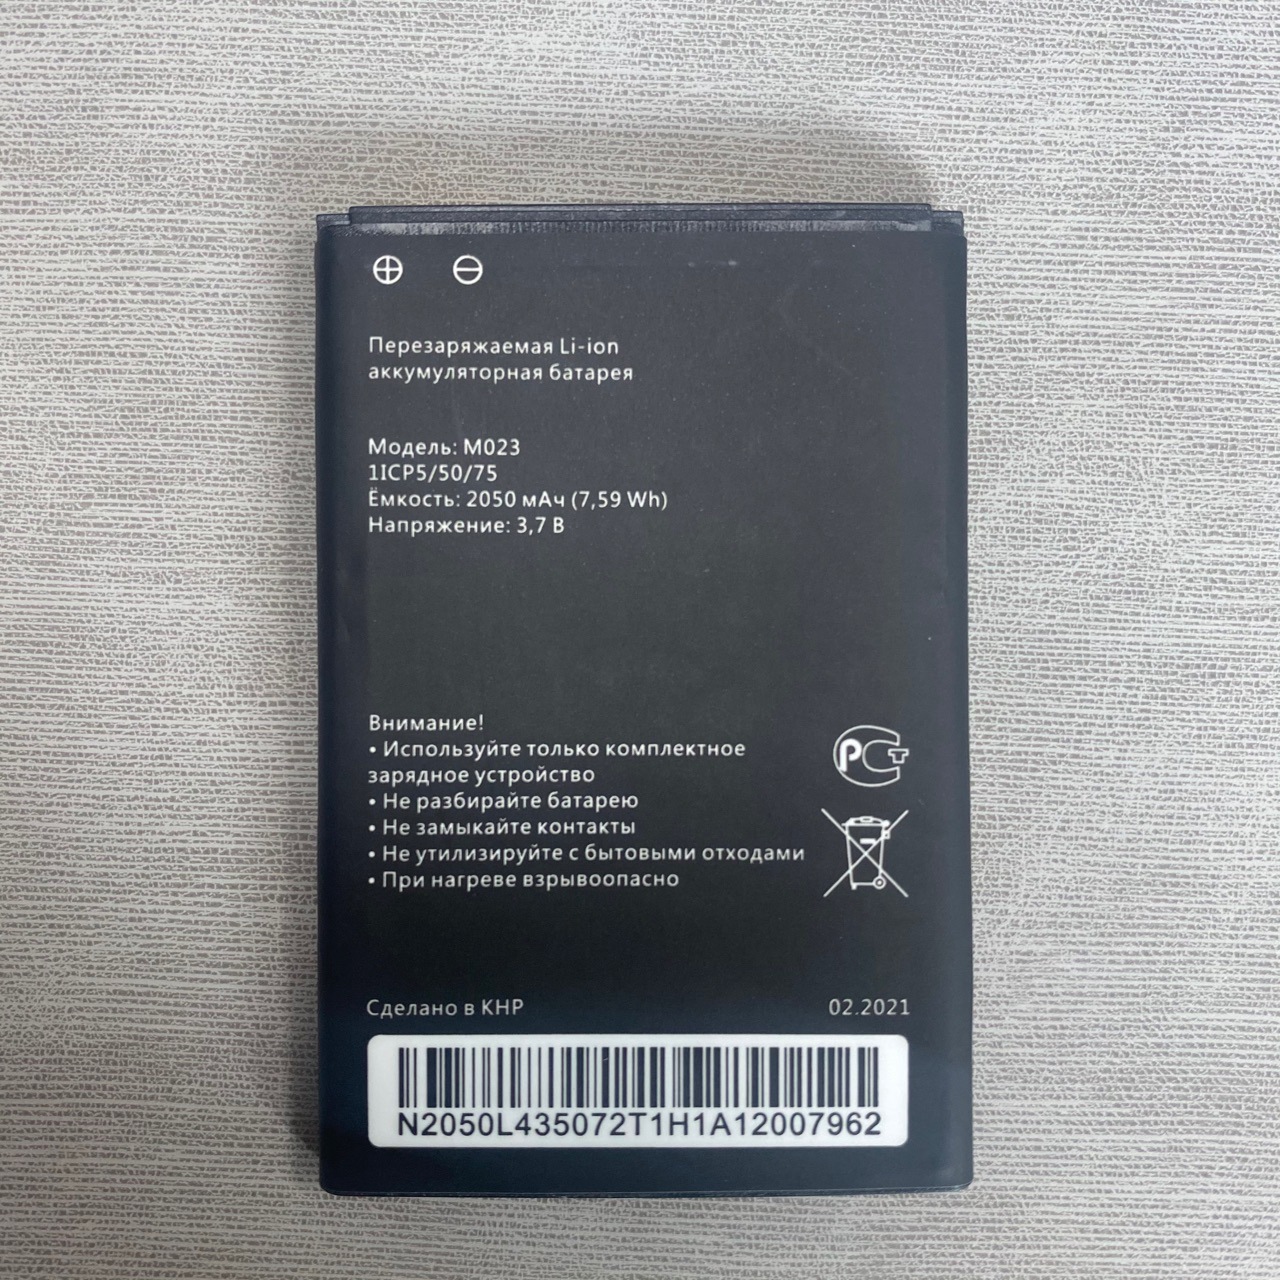 Перезаряжаемая Li-ion
аккумуляторная батарея
Модель: M023
1ICP5/50/75
Ёмкость: 2050 мАч (7,59 Wh)
Напряжение: 3,7 В
Внимание!
• Используйте только комплектное
зарядное устройство
• Не разбирайте батарею
• Не замыкайте контакты
• Не утилизируйте с бытовыми отходами
• При нагреве взрывоопасно
РСТ
Сделано в КНР 02.2021
N2050L435072T1H1A12007962